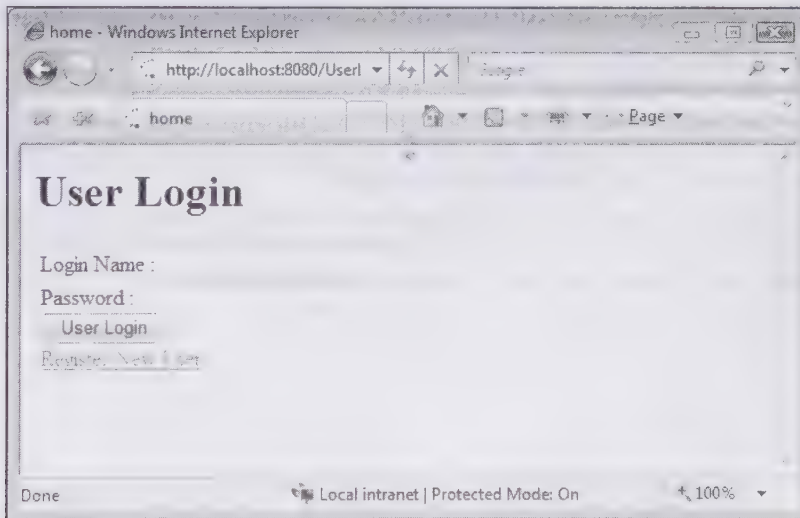 home - Windows Internet Explorer
http://localhost:8080/Userl
home
Page
User Login
Login Name :
Password :
User Login
Register New User
Done
Local intranet | Protected Mode: On
100%